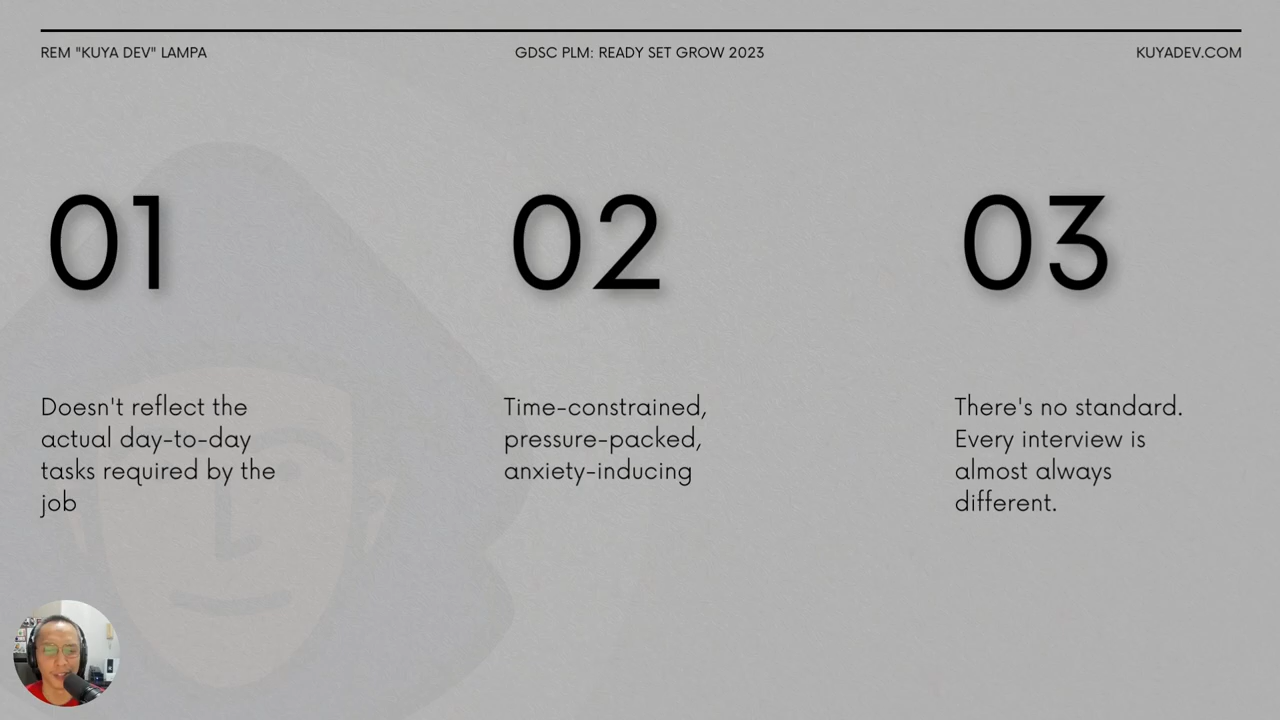 REM "KUYA DEV" LAMPA
GDSC PLM: READY SET GROW 2023
KUYADEV.COM
01
Doesn't reflect the
actual day-to-day
tasks required by the
job
02
Time-constrained,
pressure-packed,
anxiety-inducing
03
There's no standard.
Every interview is
almost always
different.